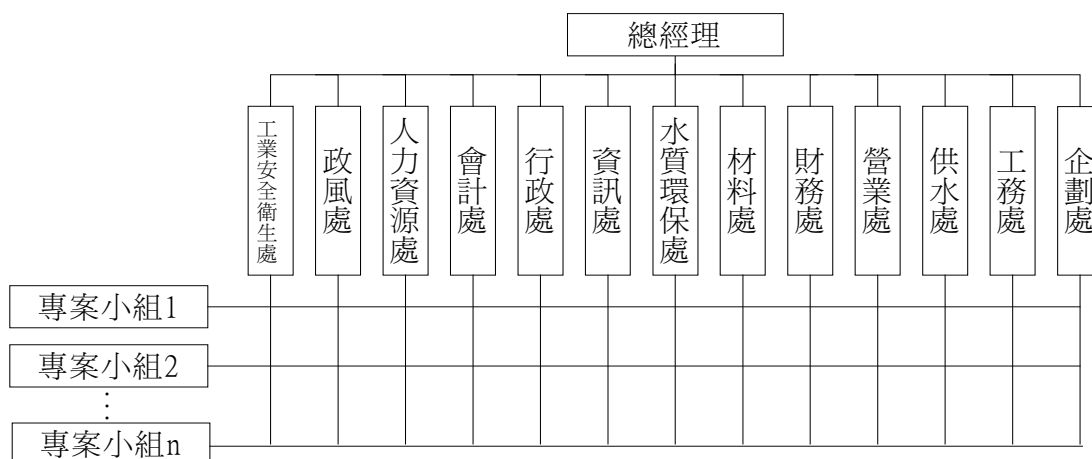 總經理
工業安全衛生處
政風處
人力資源處
會計處
行政處
資訊處
水質環保處
材料處
財務處
營業處
供水處
工務處
企劃處
專案小組1
專案小組2
⋮
專案小組n